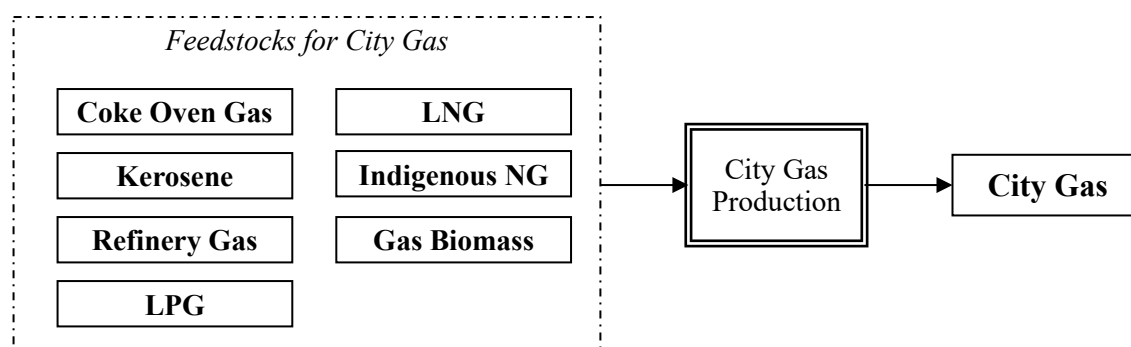 Feedstocks for City Gas
Coke Oven Gas
LNG
Kerosene
Indigenous NG
Refinery Gas
Gas Biomass
LPG
City Gas
Production
City Gas